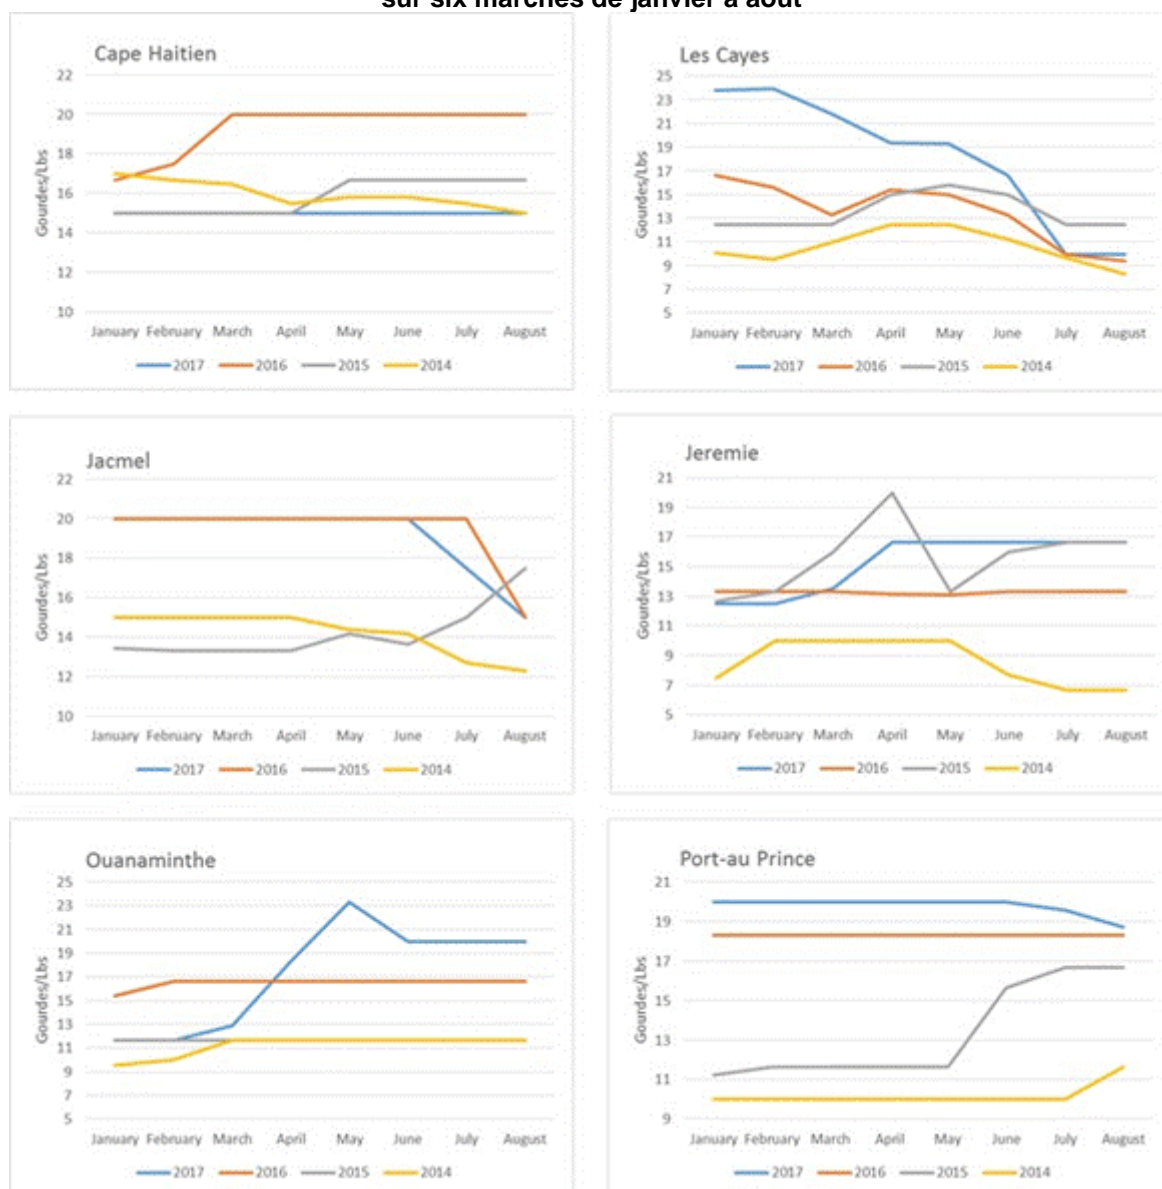 sur six marchés de janvier à août
Cape Haitien
22
20
18
16
14
12
10
Gourdes/Lbs
January February March April May June July August
2017 2016 2015 2014
Les Cayes
25
23
21
19
17
15
13
11
9
7
5
Gourdes/Lbs
January February March April May June July August
2017 2016 2015 2014
Jacmel
22
20
18
16
14
12
10
Gourdes/Lbs
January February March April May June July August
2017 2016 2015 2014
Jeremie
21
19
17
15
13
11
9
7
5
Gourdes/Lbs
January February March April May June July August
2017 2016 2015 2014
Ouanaminthe
25
23
21
19
17
15
13
11
9
7
5
Gourdes/Lbs
January February March April May June July August
2017 2016 2015 2014
Port-au Prince
21
19
17
15
13
11
9
Gourdes/Lbs
January February March April May June July August
2017 2016 2015 2014